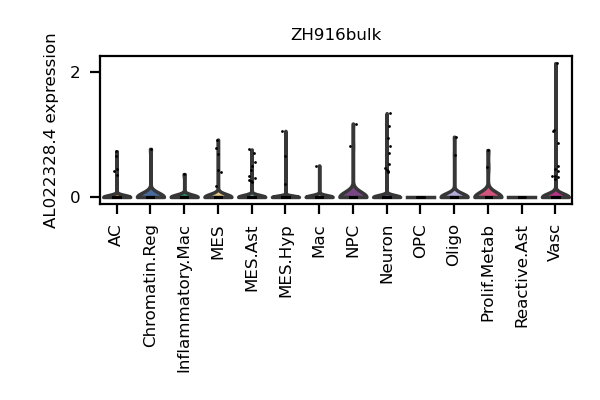 ZH916bulk
AL022328.4 expression
2
0
AC
Chromatin.Reg
Inflammatory.Mac
MES
MES.Ast
MES.Hyp
Mac
NPC
Neuron
OPC
Oligo
Prolif.Metab
Reactive.Ast
Vasc